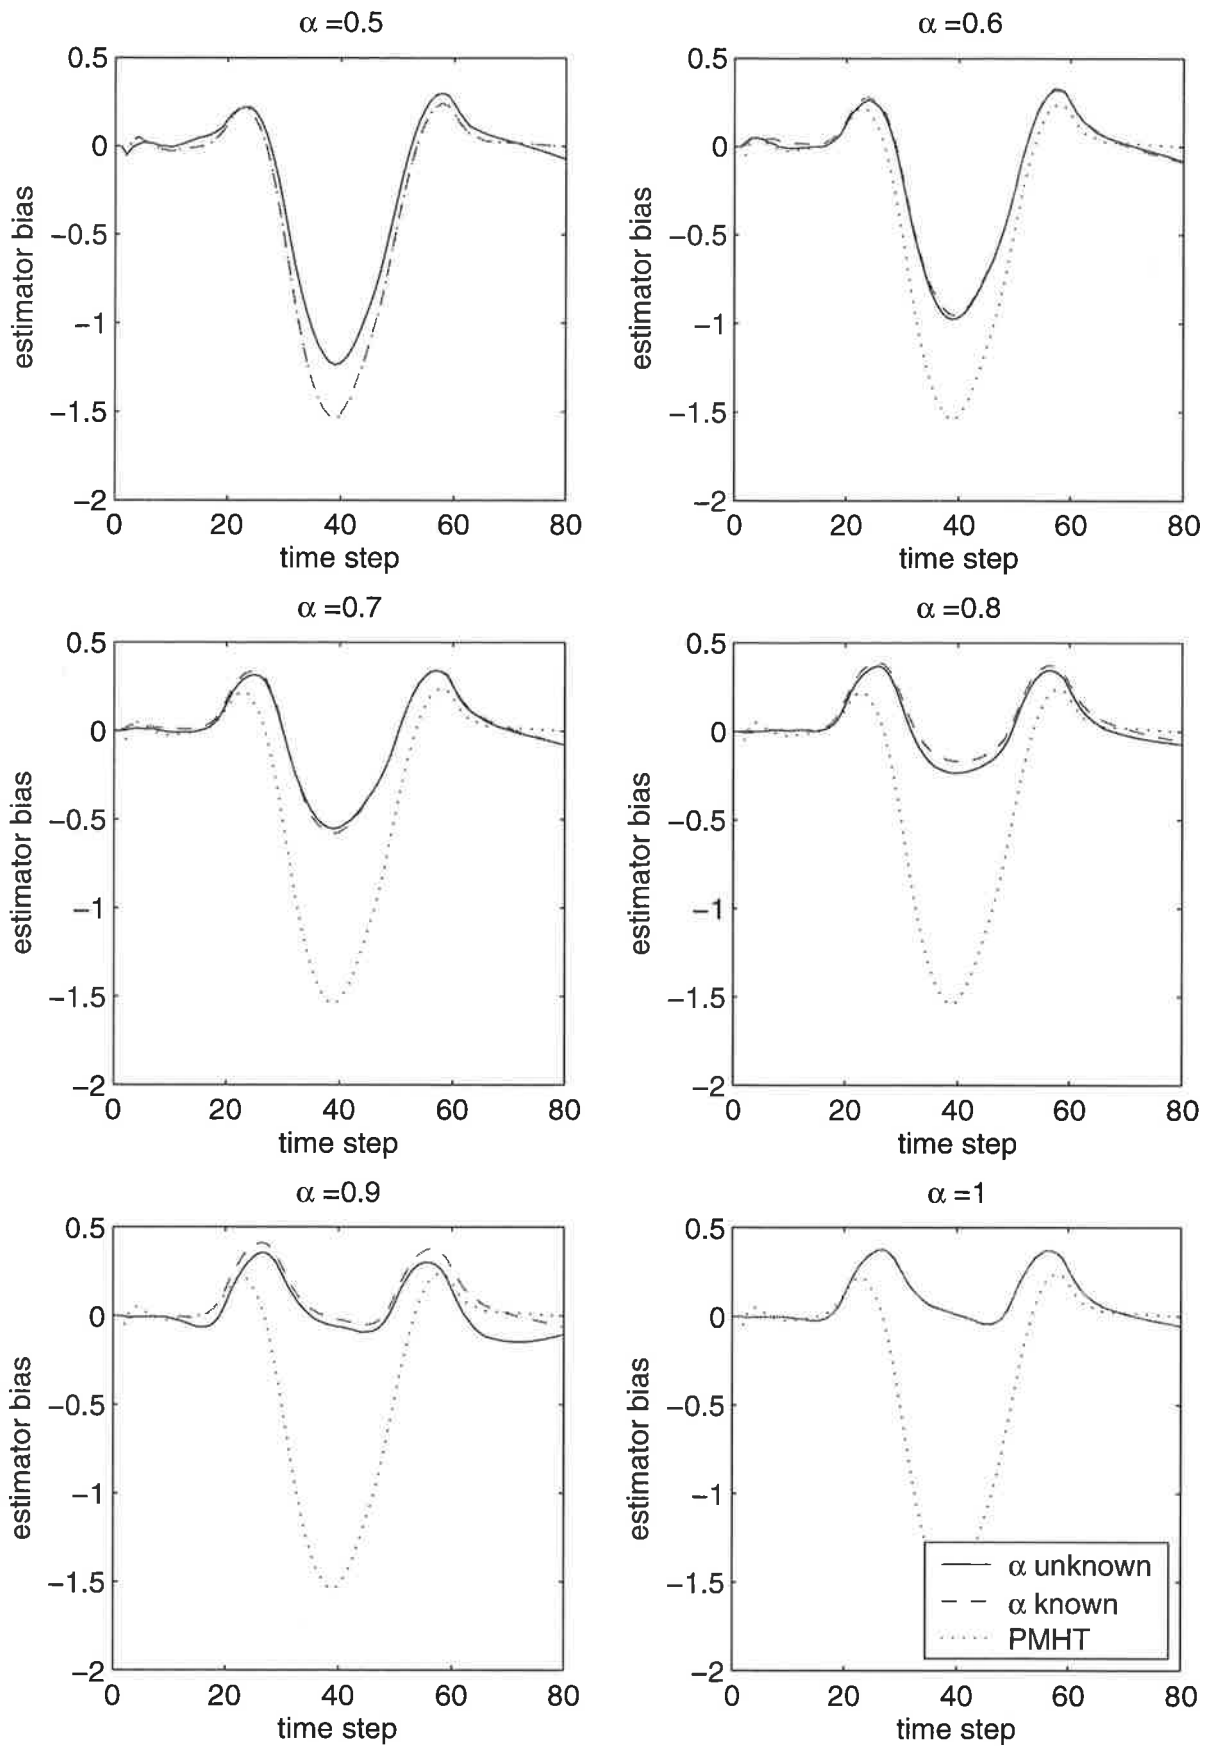 α =0.5
0.5
0
−0.5
−1
−1.5
−2
0 20 40 60 80
estimator bias
time step
α =0.6
0.5
0
−0.5
−1
−1.5
−2
0 20 40 60 80
estimator bias
time step
α =0.7
0.5
0
−0.5
−1
−1.5
−2
0 20 40 60 80
estimator bias
time step
α =0.8
0.5
0
−0.5
−1
−1.5
−2
0 20 40 60 80
estimator bias
time step
α =0.9
0.5
0
−0.5
−1
−1.5
−2
0 20 40 60 80
estimator bias
time step
α =1
0.5
0
−0.5
−1
−1.5
−2
0 20 40 60 80
estimator bias
time step
α unknown
α known
PMHT